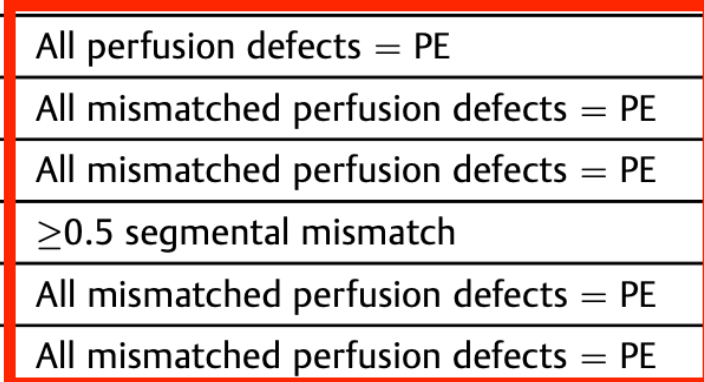 All perfusion defects = PE
All mismatched perfusion defects = PE
All mismatched perfusion defects = PE
≥0.5 segmental mismatch
All mismatched perfusion defects = PE
All mismatched perfusion defects = PE